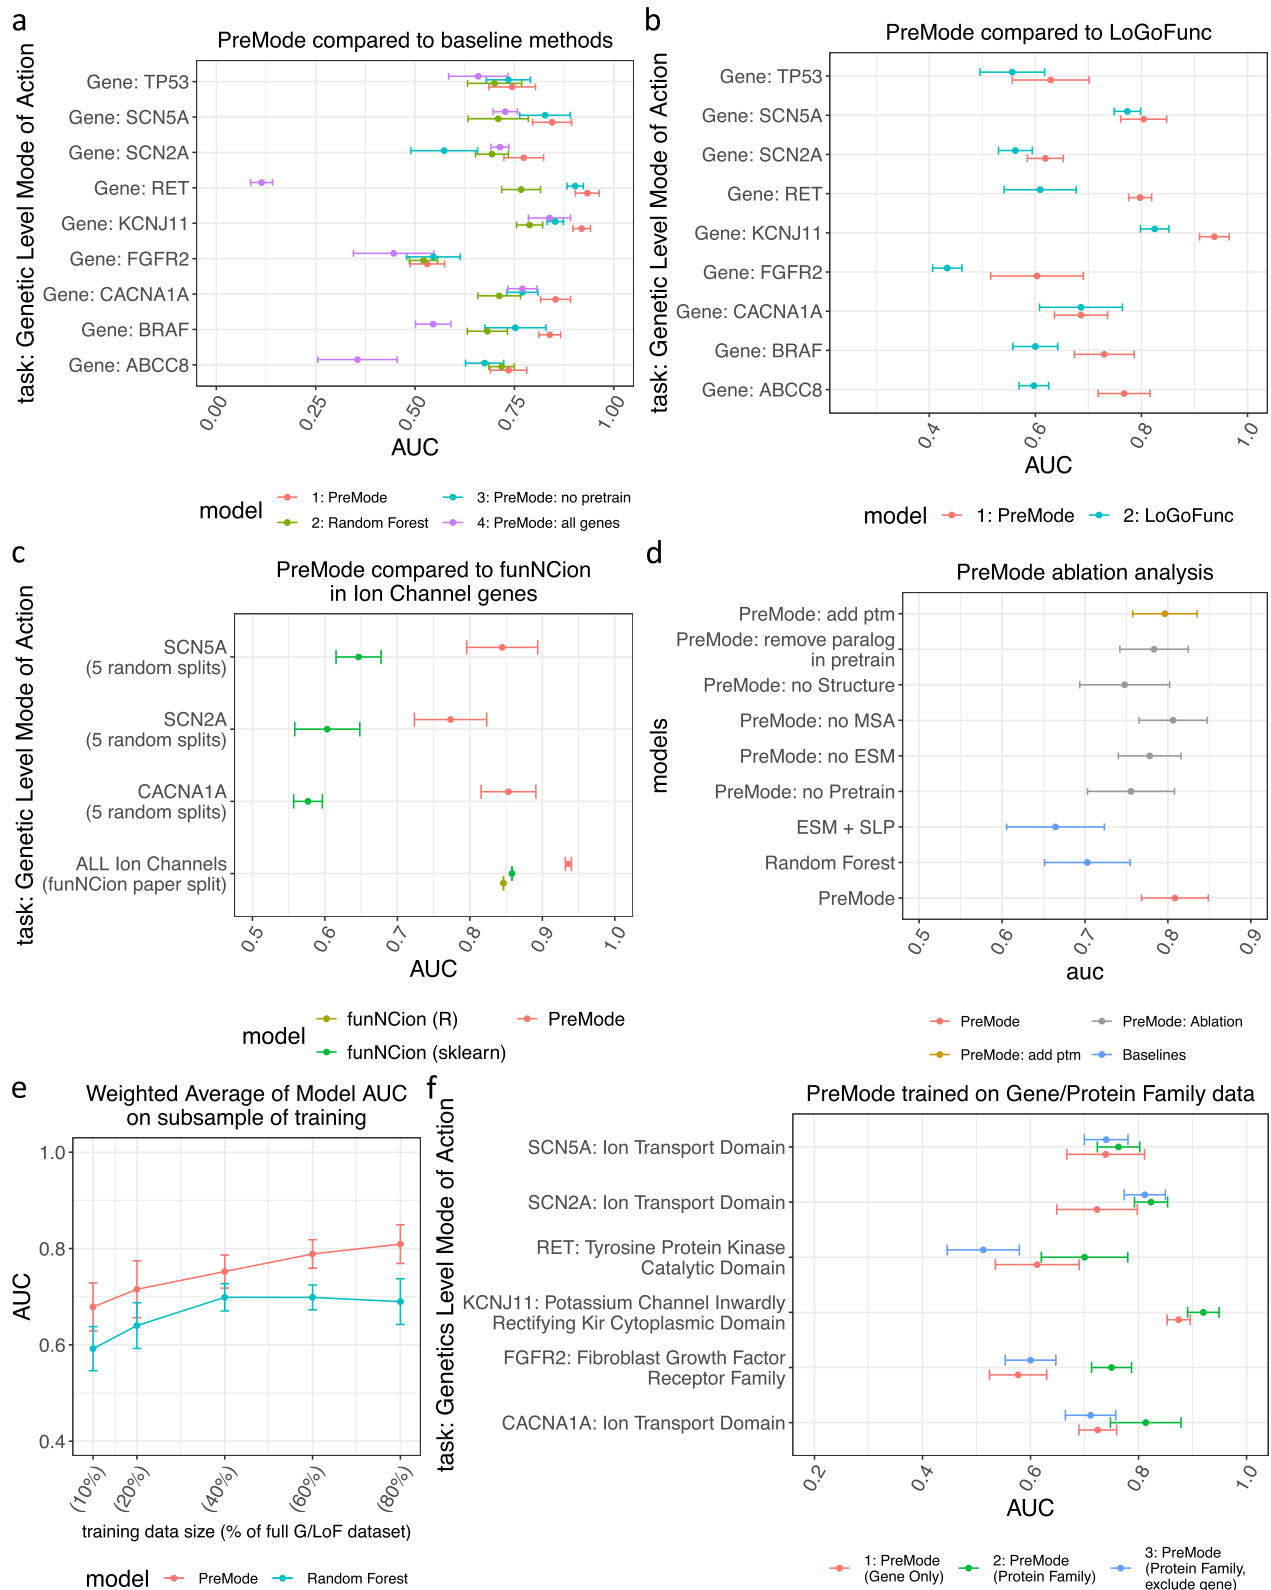 a
PreMode compared to baseline methods
task: Genetic Level Mode of Action
Gene: TP53
Gene: SCN5A
Gene: SCN2A
Gene: RET
Gene: KCNJ11
Gene: FGFR2
Gene: CACNA1A
Gene: BRAF
Gene: ABCC8
0.00
0.25
0.50
0.75
1.00
AUC
model
1: PreMode
2: Random Forest
3: PreMode: no pretrain
4: PreMode: all genes
b
PreMode compared to LoGoFunc
task: Genetic Level Mode of Action
Gene: TP53
Gene: SCN5A
Gene: SCN2A
Gene: RET
Gene: KCNJ11
Gene: FGFR2
Gene: CACNA1A
Gene: BRAF
Gene: ABCC8
0.4
0.6
0.8
1.0
AUC
model
1: PreMode
2: LoGoFunc
c
PreMode compared to funNCion
in Ion Channel genes
task: Genetic Level Mode of Action
SCN5A
(5 random splits)
SCN2A
(5 random splits)
CACNA1A
(5 random splits)
ALL Ion Channels
(funNCion paper split)
0.5
0.6
0.7
0.8
0.9
1.0
AUC
model
funNCion (R)
funNCion (sklearn)
PreMode
d
PreMode ablation analysis
models
PreMode: add ptm
PreMode: remove paralog
in pretrain
PreMode: no Structure
PreMode: no MSA
PreMode: no ESM
PreMode: no Pretrain
ESM + SLP
Random Forest
PreMode
0.5
0.6
0.7
0.8
0.9
auc
PreMode
PreMode: add ptm
PreMode: Ablation
Baselines
e
Weighted Average of Model AUC
on subsample of training
AUC
1.0
0.8
0.6
0.4
(10%)
(20%)
(40%)
(60%)
(80%)
training data size (% of full G/LoF dataset)
model
PreMode
Random Forest
f
PreMode trained on Gene/Protein Family data
task: Genetics Level Mode of Action
SCN5A: Ion Transport Domain
SCN2A: Ion Transport Domain
RET: Tyrosine Protein Kinase
Catalytic Domain
KCNJ11: Potassium Channel Inwardly
Rectifying Kir Cytoplasmic Domain
FGFR2: Fibroblast Growth Factor
Receptor Family
CACNA1A: Ion Transport Domain
0.2
0.4
0.6
0.8
1.0
AUC
1: PreMode
(Gene Only)
2: PreMode
(Protein Family)
3: PreMode
(Protein Family,
exclude gene)